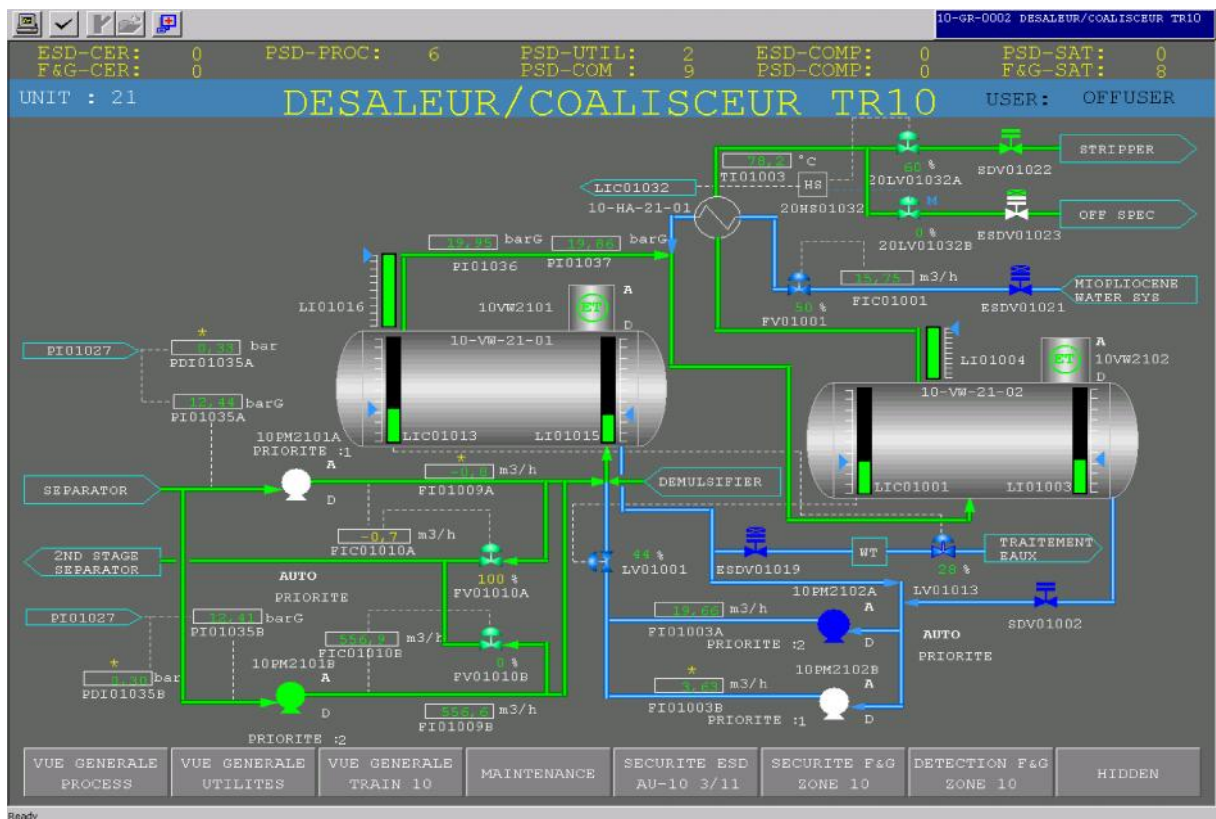 10-GR-0002 DESALEUR/COALISCEUR TR10
ESD-CER: 0 PSD-PROC: 6 PSD-UTIL: 2 ESD-COMP: 0 PSD-SAT: 0
F&G-CER: 0 PSD-COM : 9 PSD-COMP: 0 F&G-SAT: 8
UNIT : 21 DESALEUR/COALISCEUR TR10 USER: OFFUSER
STRIPPER
78,2 °C
TI01003
60 %
20LV01032A
SDV01022
LIC01032
HS
10-HA-21-01
20HS01032
M
OFF SPEC
0 %
20LV01032B
ESDV01023
19,95 barG
19,86 barG
PI01036
PI01037
15,75 m3/h
FIC01001
MIOPLIOCENE
WATER SYS
ESDV01021
50 %
FV01001
LI01016
10VW2101
ET
A
D
10-VW-21-01
PI01027
*
0,33 bar
PDI01035A
12,44 barG
PI01035A
LI01004
ET
A
10VW2102
D
10-VW-21-02
LIC01013
LI01015
10PM2101A
PRIORITE :1
A
D
*
-0,8 m3/h
FI01009A
SEPARATOR
DEMULSIFIER
LIC01001
LI01003
-0,7 m3/h
FIC01010A
2ND STAGE
SEPARATOR
AUTO
PRIORITE
100 %
FV01010A
44 %
LV01001
ESDV01019
WT
28 %
LV01013
TRAITEMENT
EAUX
PI01027
12,41 barG
PI01035B
556,9 m3/h
FIC01010B
0 %
FV01010B
10PM2102A
A
D
19,66 m3/h
FI01003A
PRIORITE :2
AUTO
PRIORITE
SDV01002
*
0,30 bar
PDI01035B
10PM2101B
A
D
PRIORITE :2
556,6 m3/h
FI01009B
10PM2102B
A
D
*
3,63 m3/h
FI01003B
PRIORITE :1
VUE GENERALE
PROCESS
VUE GENERALE
UTILITES
VUE GENERALE
TRAIN 10
MAINTENANCE
SECURITE ESD
AU-10 3/11
SECURITE F&G
ZONE 10
DETECTION F&G
ZONE 10
HIDDEN
Ready